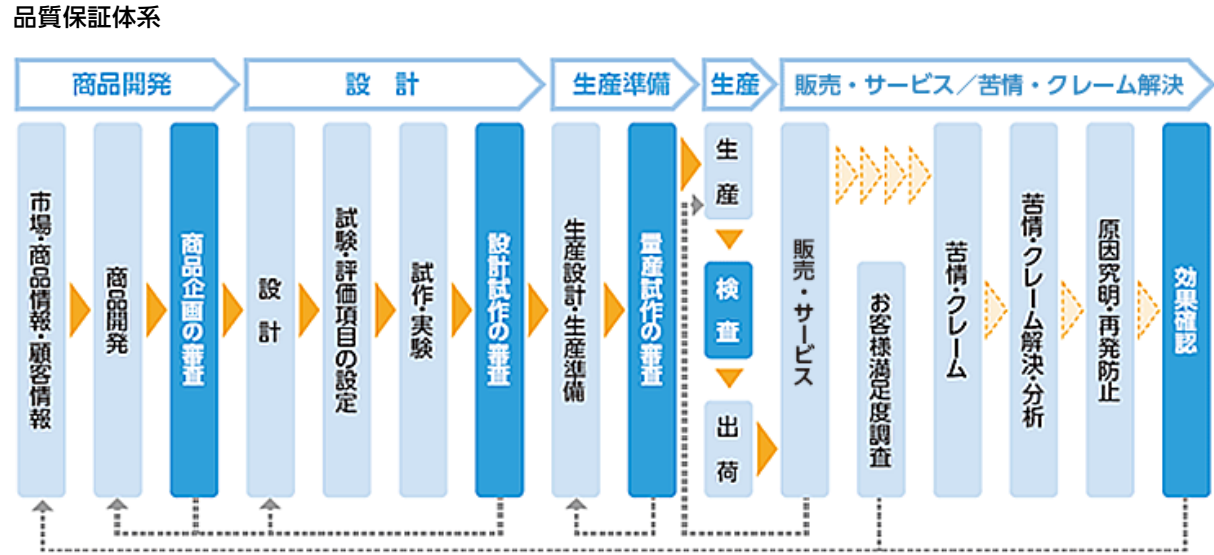 品質保証体系
商品開発
設 計
生産準備
生産
販売・サービス／苦情・クレーム解決
市場・商品情報・顧客情報
商品開発
商品企画の審査
設計
試験・評価項目の設定
試作・実験
設計試作の審査
生産設計・生産準備
量産試作の審査
生産
検査
出荷
販売・サービス
お客様満足度調査
苦情・クレーム
苦情・クレーム解決・分析
原因究明・再発防止
効果確認